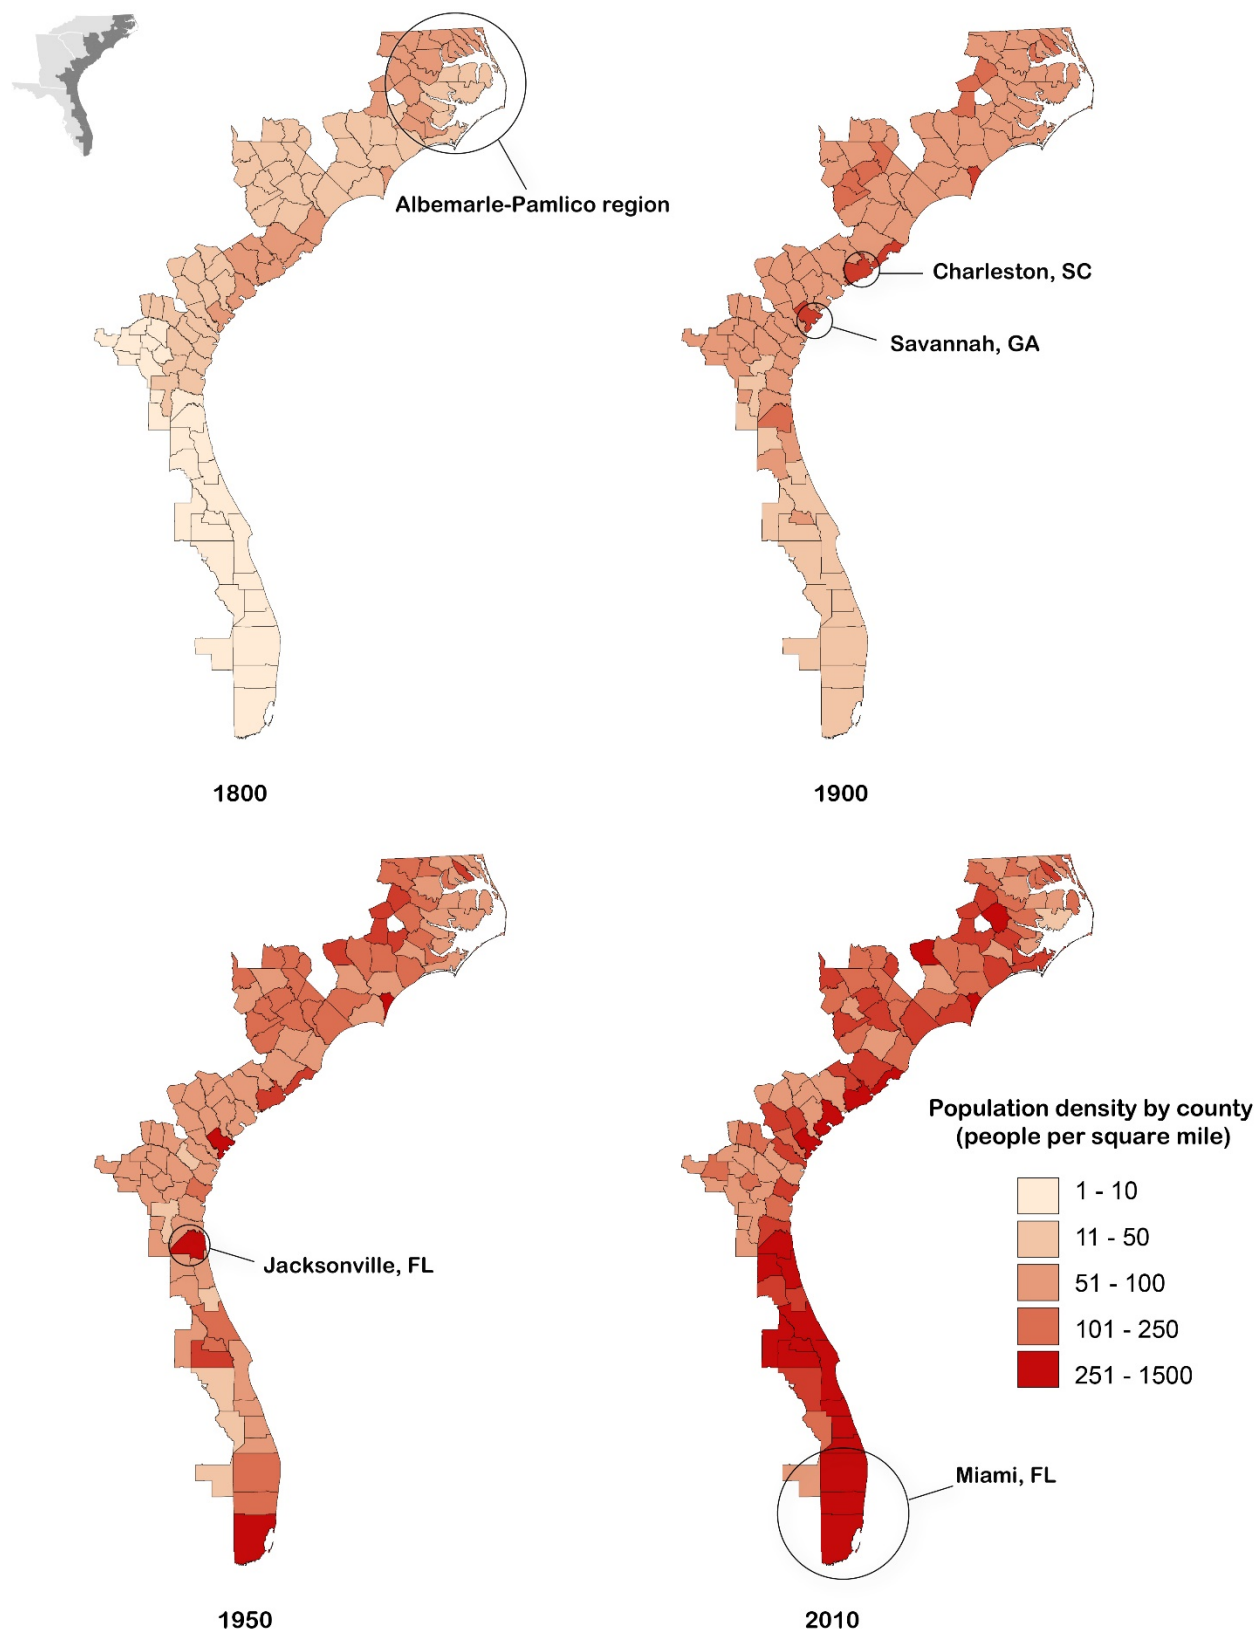 Albemarle-Pamlico region
Charleston, SC
Savannah, GA
1800
1900
Jacksonville, FL
Population density by county
(people per square mile)
1 - 10
11 - 50
51 - 100
101 - 250
251 - 1500
Miami, FL
1950
2010